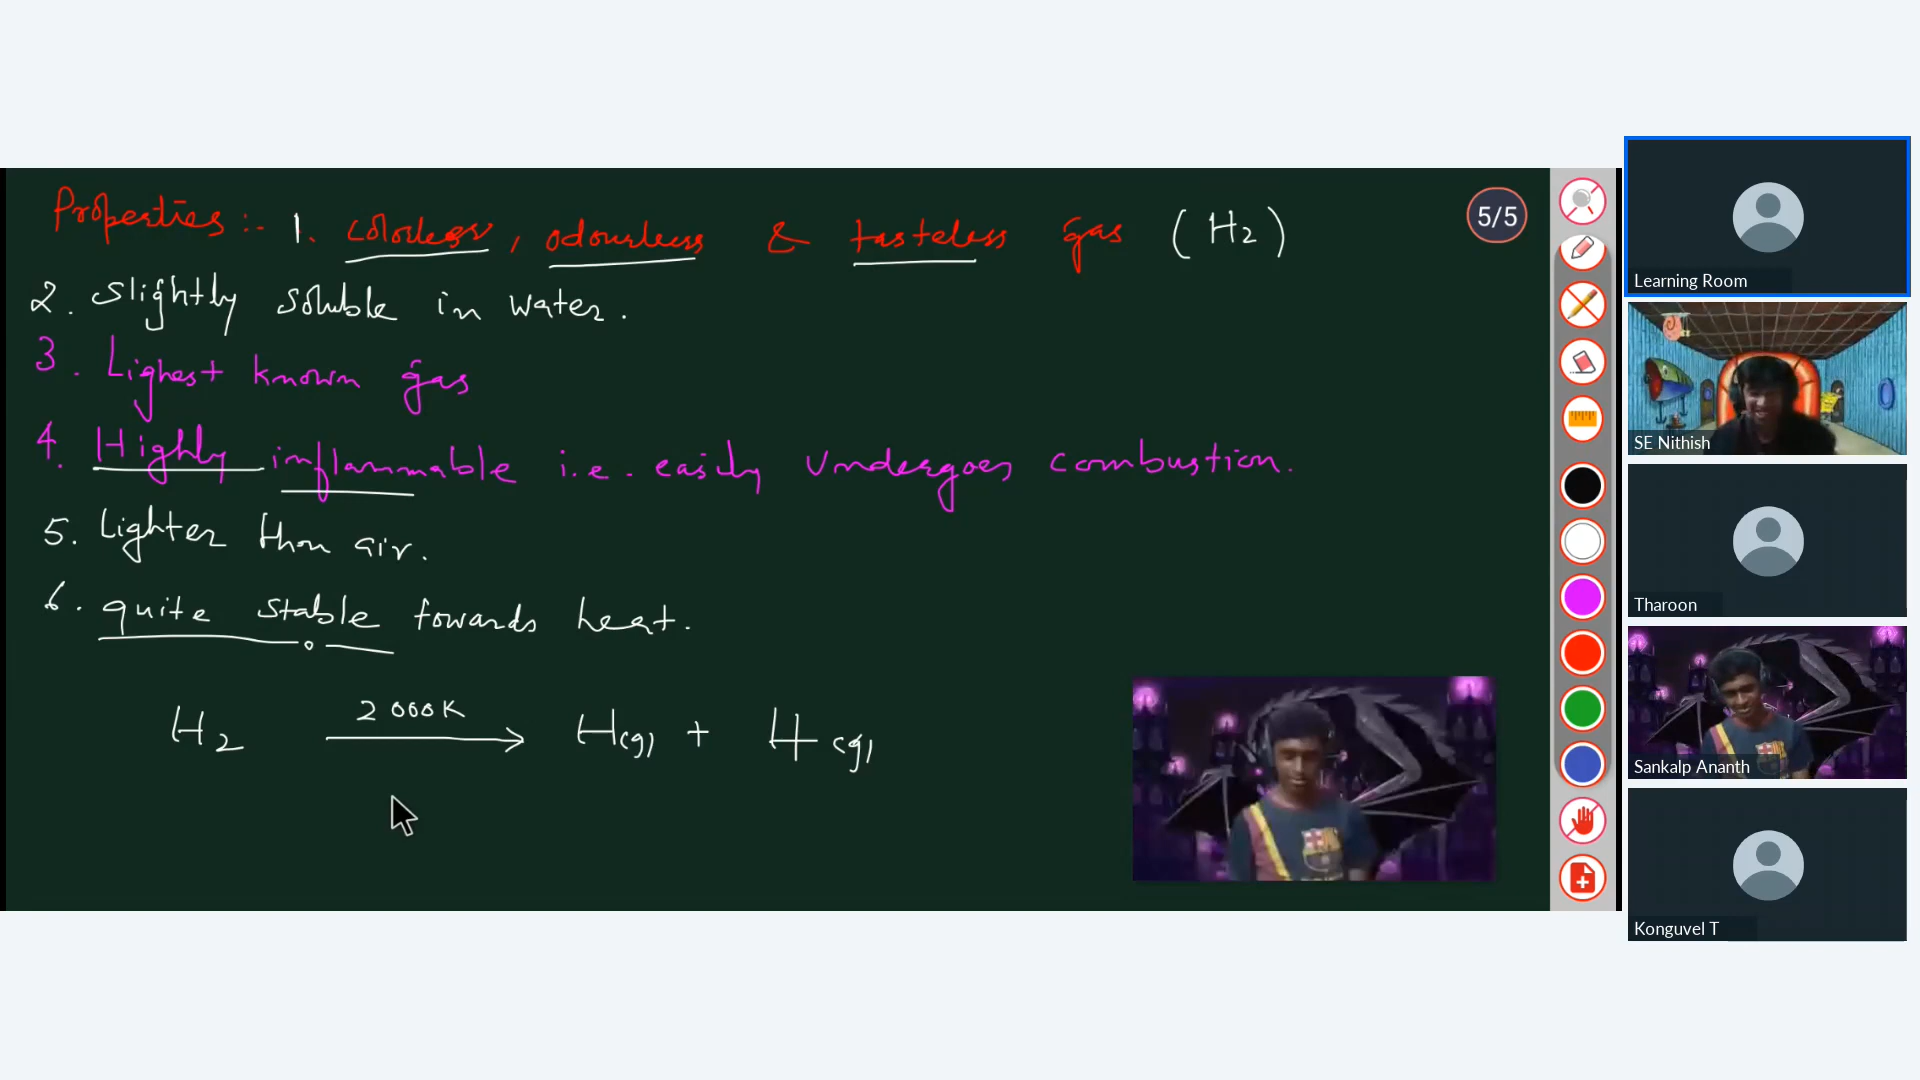 Properties :- 1. colorless, odourless & tasteless gas (H2)
5/5
2. Slightly soluble in water.
3. Lighest known gas
4. Highly inflammable i.e. easily undergoes combustion.
5. Lighter than air.
6. quite stable towards heat.
H2 2000K → H(g) + H(g)
Learning Room
SE Nithish
Tharoon
Sankalp Ananth
Konguvel T